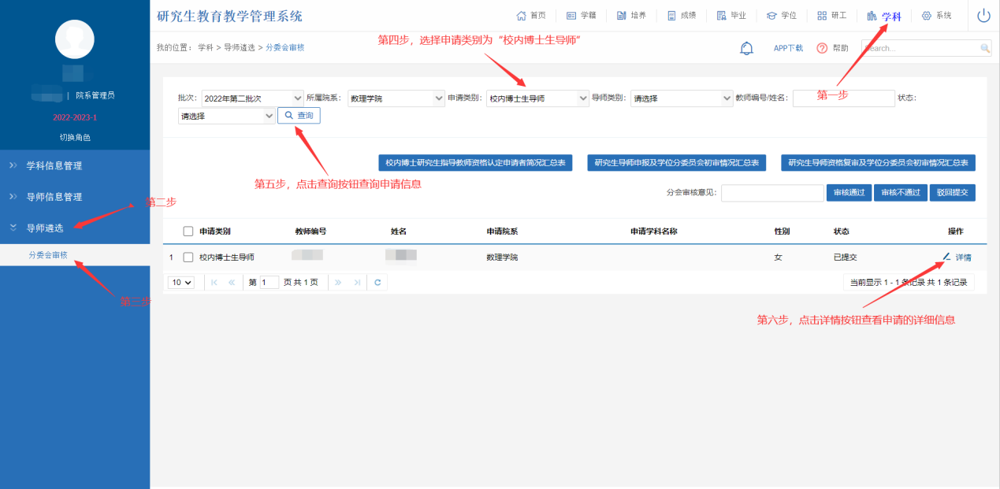 研究生教育教学管理系统
首页 学籍 培养 成绩 毕业 学位 研工 学科 系统
第四步，选择申请类别为“校内博士生导师”
我的位置： 学科 > 导师遴选 > 分委会审核
APP下载 帮助 Search...
| 院系管理员
2022-2023-1
切换角色
学科信息管理
导师信息管理
导师遴选
分委会审核
第一步
第二步
第三步
批次： 2022年第二批次 所属院系： 数理学院 申请类别： 校内博士生导师 导师类别： 请选择 教师编号/姓名： 状态：
请选择 查询
第五步，点击查询按钮查询申请信息
校内博士研究生指导教师资格认定申请者简况汇总表 研究生导师申报及学位分委员会初审情况汇总表 研究生导师资格复审及学位分委员会初审情况汇总表
分会审核意见： 审核通过 审核不通过 驳回提交
申请类别 教师编号 姓名 申请院系 申请学科名称 性别 状态 操作
1 校内博士生导师 数理学院 女 已提交 详情
10 第 1 页 共 1 页 当前显示 1 - 1 条记录 共 1 条记录
第六步，点击详情按钮查看申请的详细信息